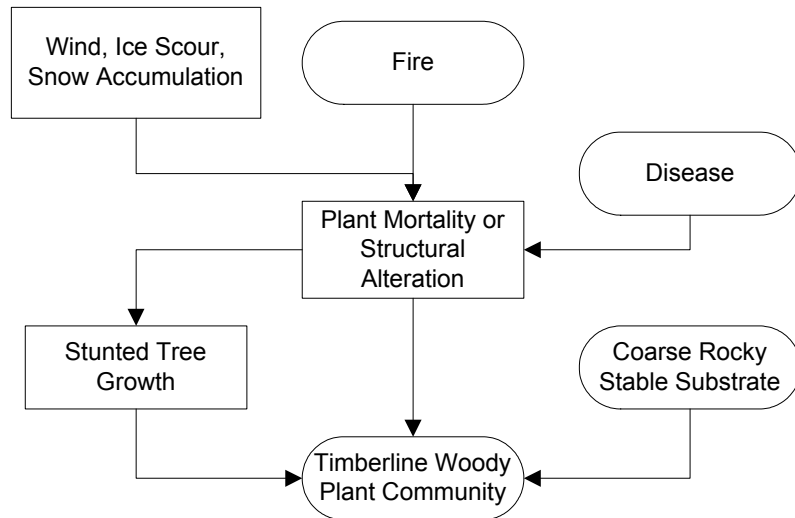 Wind, Ice Scour,
Snow Accumulation
Fire
Disease
Plant Mortality or
Structural
Alteration
Stunted Tree
Growth
Coarse Rocky
Stable Substrate
Timberline Woody
Plant Community